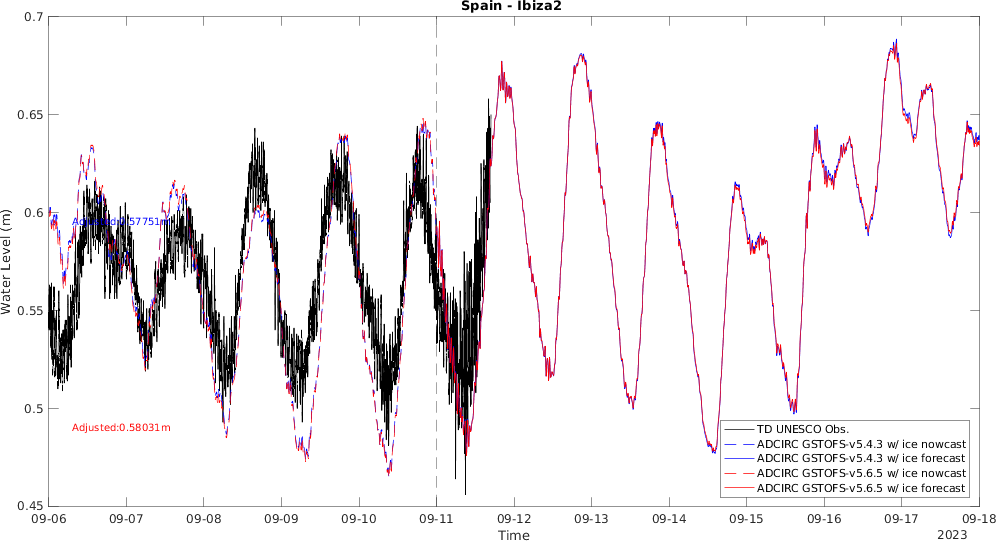 Spain - Ibiza2
0.7
0.65
0.6
0.55
0.5
0.45
Water Level (m)
Adjusted:0.57751m
Adjusted:0.58031m
TD UNESCO Obs.
ADCIRC GSTOFS-v5.4.3 w/ ice nowcast
ADCIRC GSTOFS-v5.4.3 w/ ice forecast
ADCIRC GSTOFS-v5.6.5 w/ ice nowcast
ADCIRC GSTOFS-v5.6.5 w/ ice forecast
09-06 09-07 09-08 09-09 09-10 09-11 09-12 09-13 09-14 09-15 09-16 09-17 09-18
Time
2023